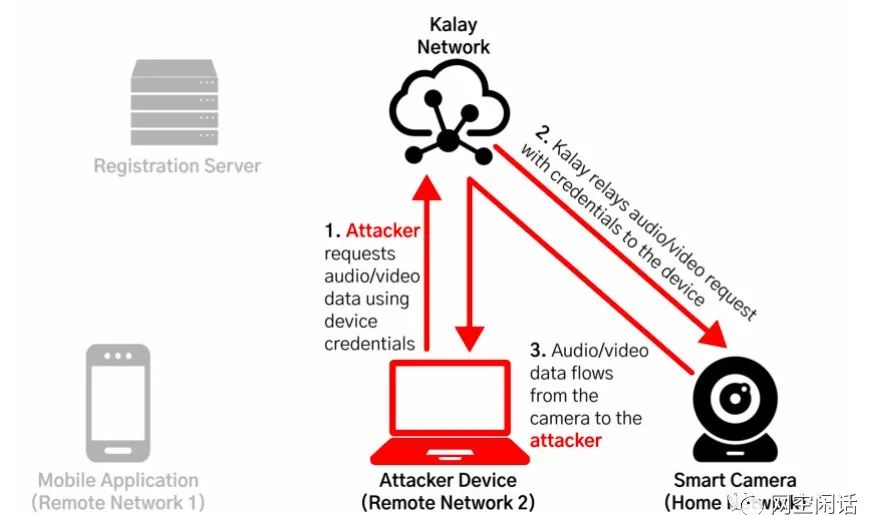 Kalay
Network
Registration Server
1. Attacker
requests
audio/video
data using
device
credentials
2. Kalay relays audio/video request
with credentials to the device
3. Audio/video
data flows
from the
camera to the
attacker
Mobile Application
(Remote Network 1)
Attacker Device
(Remote Network 2)
Smart Camera
(Home Network)
网空闲话